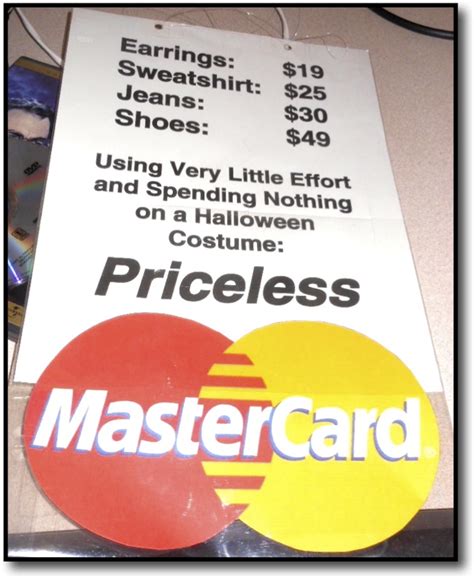 Earrings: $19
Sweatshirt: $25
Jeans: $30
Shoes: $49
Using Very Little Effort
and Spending Nothing
on a Halloween
Costume:
Priceless
MasterCard®